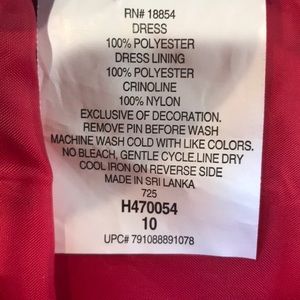 RN# 18854
DRESS
100% POLYESTER
DRESS LINING
100% POLYESTER
CRINOLINE
100% NYLON
EXCLUSIVE OF DECORATION.
REMOVE PIN BEFORE WASH
MACHINE WASH COLD WITH LIKE COLORS.
NO BLEACH, GENTLE CYCLE.LINE DRY
COOL IRON ON REVERSE SIDE
MADE IN SRI LANKA
725
H470054
10
UPC# 791088891078